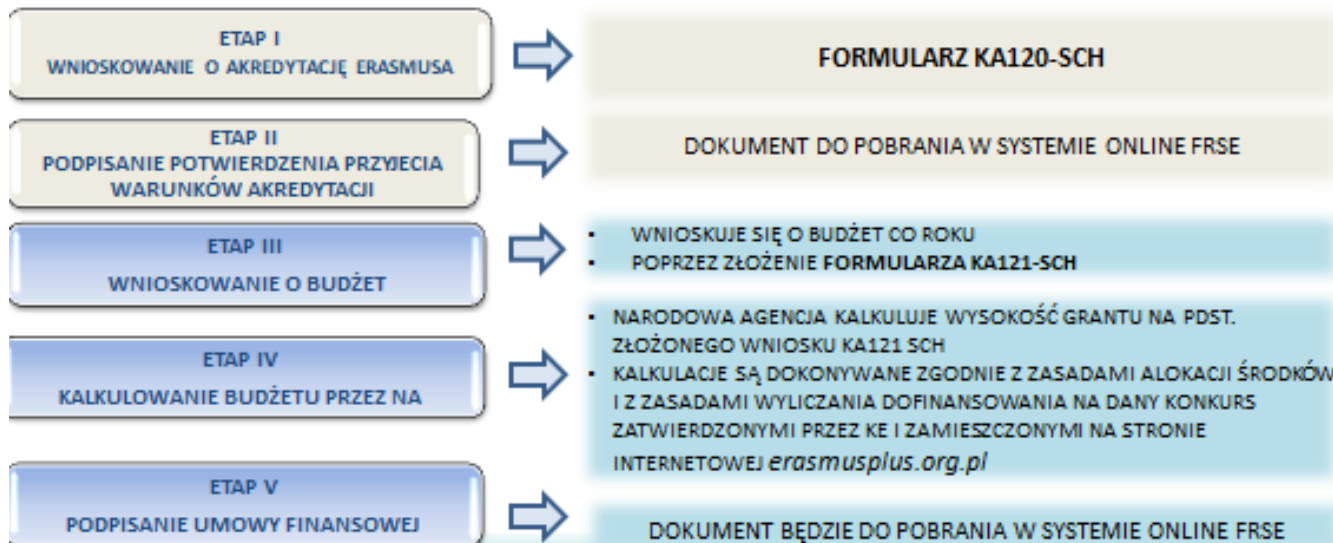 ETAP I
WNIOSKOWANIE O AKREDYTACJĘ ERASMUSA
FORMULARZ KA120-SCH
ETAP II
PODPISANIE POTWIERDZENIA PRZYJECIA
WARUNKÓW AKREDYTACJI
DOKUMENT DO POBRANIA W SYSTEMIE ONLINE FRSE
ETAP III
WNIOSKOWANIE O BUDŻET
▪ WNIOSKUJE SIĘ O BUDŻET CO ROKU
▪ POPRZEZ ZŁOŻENIE FORMULARZA KA121-SCH
ETAP IV
KALKULOWANIE BUDŻETU PRZEZ NA
▪ NARODOWA AGENCJA KALKULUJE WYSOKOŚĆ GRANTU NA PDST.
ZŁOŻONEGO WNIOSKU KA121 SCH
▪ KALKULACJE SĄ DOKONYWANE ZGODNIE Z ZASADAMI ALOKACJI ŚRODKÓW
I Z ZASADAMI WYLICZANIA DOFINANSOWANIA NA DANY KONKURS
ZATWIERDZONYMI PRZEZ KE I ZAMIESZCZONYMI NA STRONIE
INTERNETOWEJ erasmusplus.org.pl
ETAP V
PODPISANIE UMOWY FINANSOWEJ
DOKUMENT BĘDZIE DO POBRANIA W SYSTEMIE ONLINE FRSE